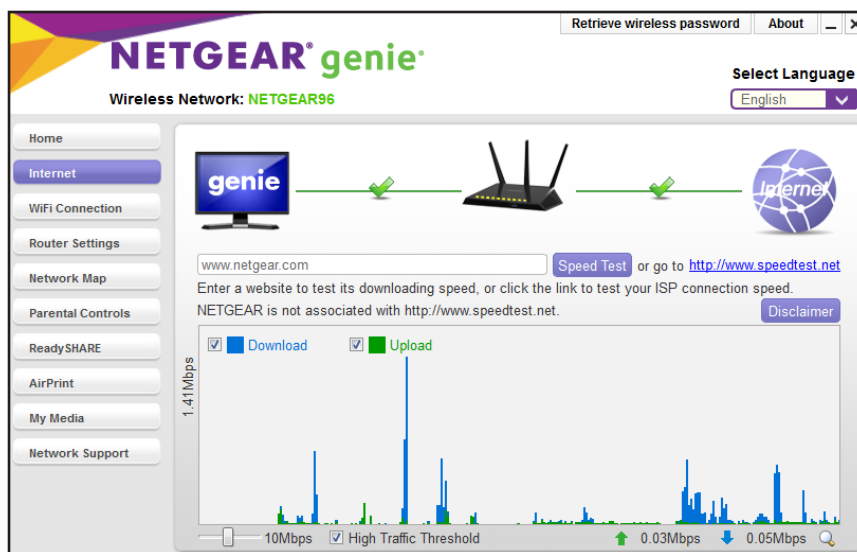 Retrieve wireless password
About
NETGEAR® genie®
Select Language
Wireless Network: NETGEAR96
English
Home
Internet
WiFi Connection
Router Settings
Network Map
Parental Controls
ReadySHARE
AirPrint
My Media
Network Support
genie
Internet
www.netgear.com
Speed Test
or go to http://www.speedtest.net
Enter a website to test its downloading speed, or click the link to test your ISP connection speed.
NETGEAR is not associated with http://www.speedtest.net.
Disclaimer
Download
Upload
1.41Mbps
10Mbps
High Traffic Threshold
0.03Mbps
0.05Mbps